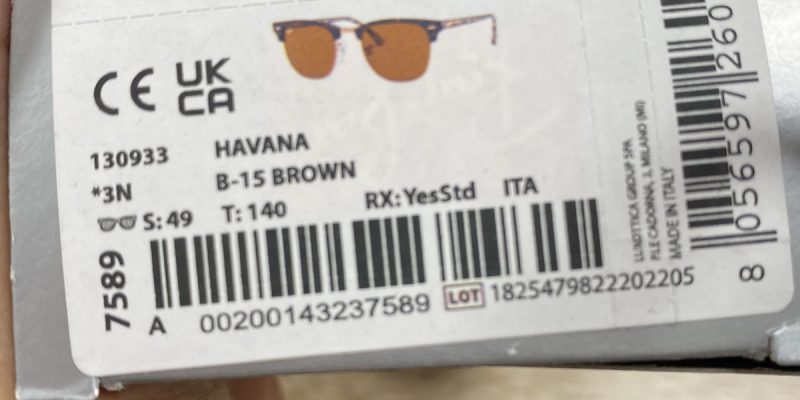 CE UK
CA
130933 HAVANA
*3N B-15 BROWN
S: 49 T: 140 RX: YesStd ITA
7589
A 00200143237589 LOT 1825479822202205
LUXOTTICA GROUP SPA
P.LE CADORNA, 3, MILANO (MI)
MADE IN ITALY
8 056597 260